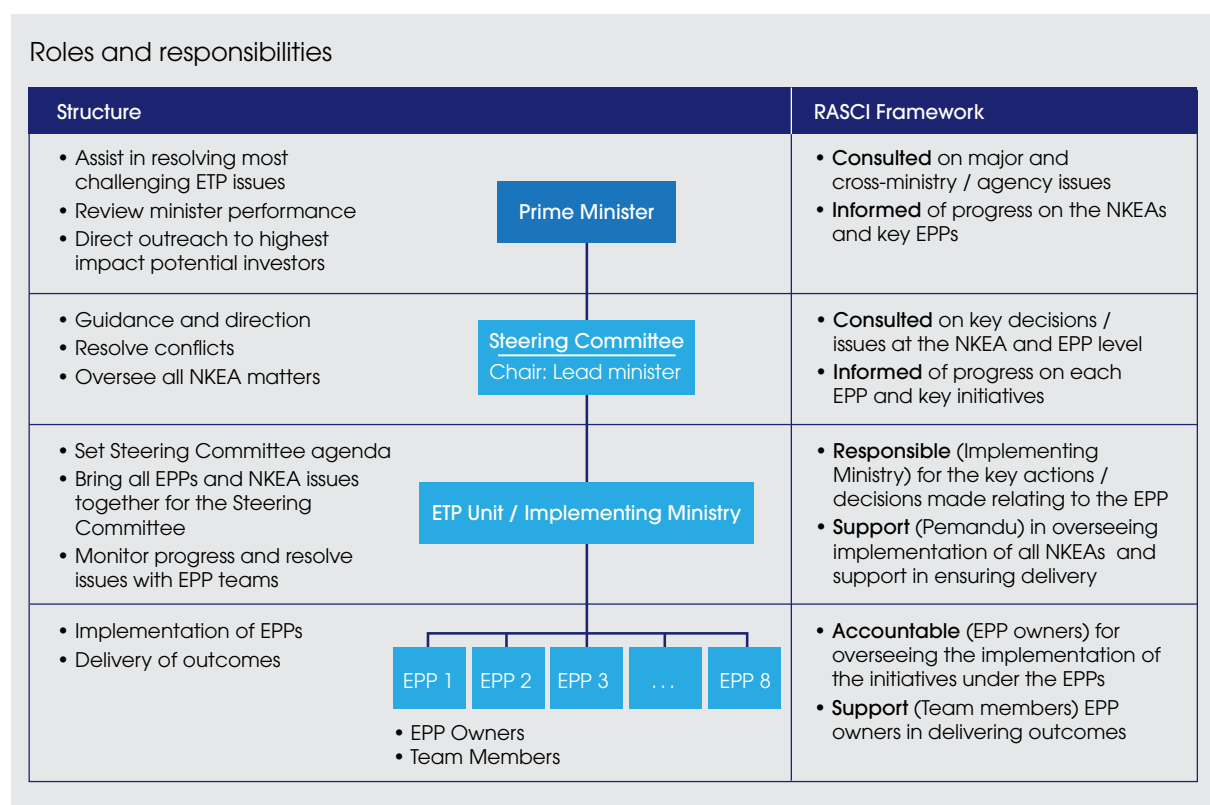 Roles and responsibilities
Structure
RASCI Framework
• Assist in resolving most
challenging ETP issues
• Review minister performance
• Direct outreach to highest
impact potential investors
Prime Minister
• Consulted on major and
cross-ministry / agency issues
• Informed of progress on the NKEAs
and key EPPs
• Guidance and direction
• Resolve conflicts
• Oversee all NKEA matters
Steering Committee
Chair: Lead minister
• Consulted on key decisions /
issues at the NKEA and EPP level
• Informed of progress on each
EPP and key initiatives
• Set Steering Committee agenda
• Bring all EPPs and NKEA issues
together for the Steering
Committee
• Monitor progress and resolve
issues with EPP teams
ETP Unit / Implementing Ministry
• Responsible (Implementing
Ministry) for the key actions /
decisions made relating to the EPP
• Support (Pemandu) in overseeing
implementation of all NKEAs and
support in ensuring delivery
• Implementation of EPPs
• Delivery of outcomes
EPP 1
EPP 2
EPP 3
. . .
EPP 8
• EPP Owners
• Team Members
• Accountable (EPP owners) for
overseeing the implementation of
the initiatives under the EPPs
• Support (Team members) EPP
owners in delivering outcomes